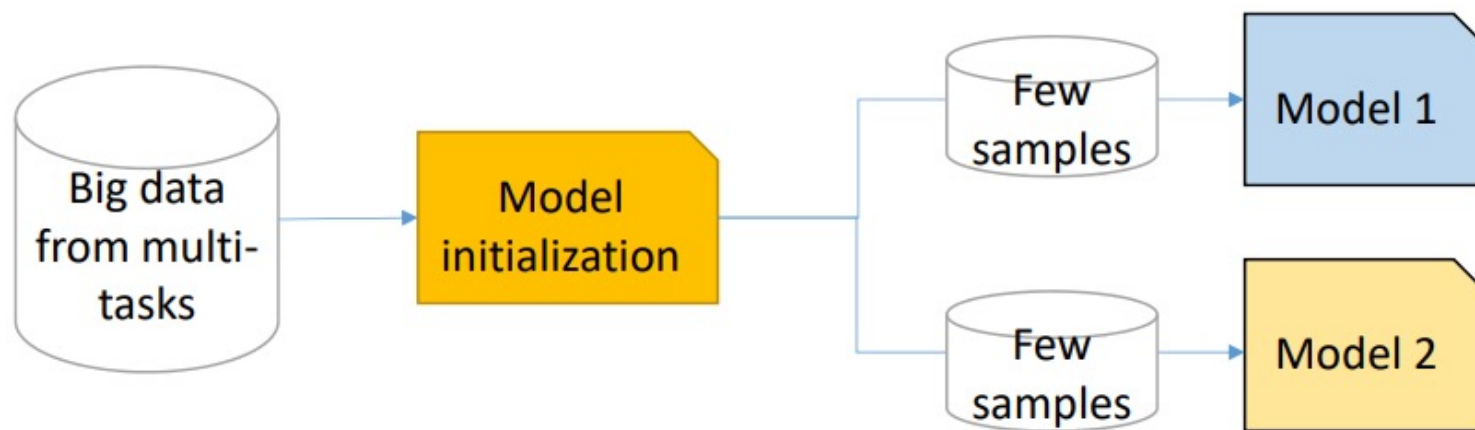 Big data
from multi-
tasks
Model
initialization
Few
samples
Model 1
Few
samples
Model 2